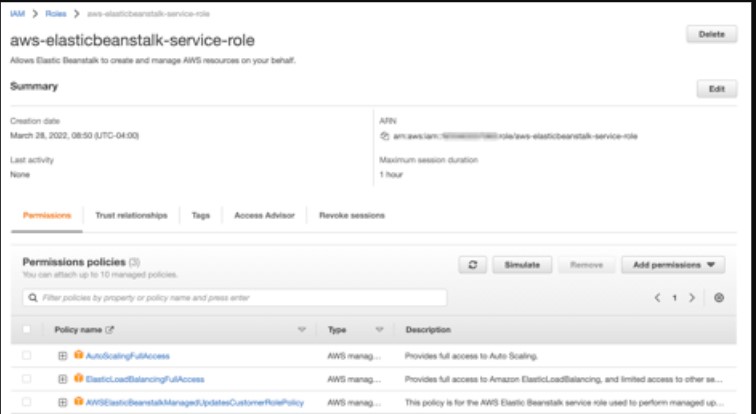 IAM > Roles > aws-elasticbeanstalk-service-role
aws-elasticbeanstalk-service-role
Delete
Allows Elastic Beanstalk to create and manage AWS resources on your behalf.
Summary
Edit
Creation date
March 28, 2022, 08:50 (UTC-04:00)
ARN
arn:aws:iam:: :role/aws-elasticbeanstalk-service-role
Last activity
None
Maximum session duration
1 hour
Permissions Trust relationships Tags Access Advisor Revoke sessions
Permissions policies (3)
You can attach up to 10 managed policies.
Simulate Remove Add permissions
Filter policies by property or policy name and press enter
< 1 >
Policy name Type Description
AutoScalingFullAccess AWS manag... Provides full access to Auto Scaling.
ElasticLoadBalancingFullAccess AWS manag... Provides full access to Amazon ElasticLoadBalancing, and limited access to other se...
AWSElasticBeanstalkManagedUpdatesCustomerRolePolicy AWS manag... This policy is for the AWS Elastic Beanstalk service role used to perform managed up...